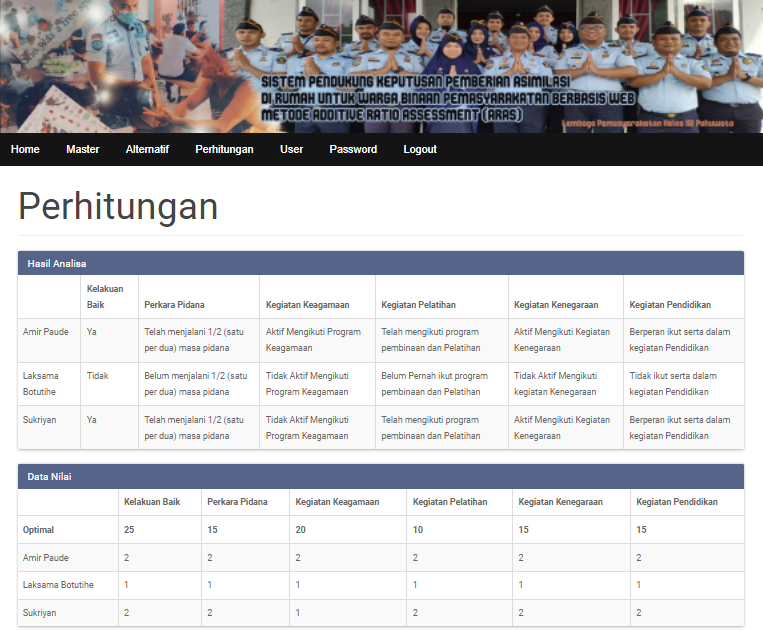 SISTEM PENDUKUNG KEPUTUSAN PEMBERIAN ASIMILASI
DI RUMAH UNTUK WARGA BINAAN PEMASYARAKATAN BERBASIS WEB
METODE ADDITIVE RATIO ASSESSMENT (ARAS)
Lembaga Pemasyarakatan Kelas IIB Pohuwato
Home Master Alternatif Perhitungan User Password Logout
Perhitungan
Hasil Analisa
Kelakuan
Baik Perkara Pidana Kegiatan Keagamaan Kegiatan Pelatihan Kegiatan Kenegaraan Kegiatan Pendidikan
Amir Paude Ya Telah menjalani 1/2 (satu Aktif Mengikuti Program Telah mengikuti program Aktif Mengikuti Kegiatan Berperan ikut serta dalam
per dua) masa pidana Keagamaan pembinaan dan Pelatihan Kenegaraan kegiatan Pendidikan
Laksama Tidak Belum menjalani 1/2 (satu Tidak Aktif Mengikuti Belum Pernah ikut program Tidak Aktif Mengikuti Tidak ikut serta dalam
Botutihe per dua) masa pidana Program Keagamaan pembinaan dan Pelatihan kegiatan Kenegaraan kegiatan Pendidikan
Sukriyan Ya Telah menjalani 1/2 (satu Tidak Aktif Mengikuti Telah mengikuti program Aktif Mengikuti Kegiatan Berperan ikut serta dalam
per dua) masa pidana Program Keagamaan pembinaan dan Pelatihan Kenegaraan kegiatan Pendidikan
Data Nilai
Kelakuan Baik Perkara Pidana Kegiatan Keagamaan Kegiatan Pelatihan Kegiatan Kenegaraan Kegiatan Pendidikan
Optimal 25 15 20 10 15 15
Amir Paude 2 2 2 2 2 2
Laksama Botutihe 1 1 1 1 1 1
Sukriyan 2 2 1 2 2 2